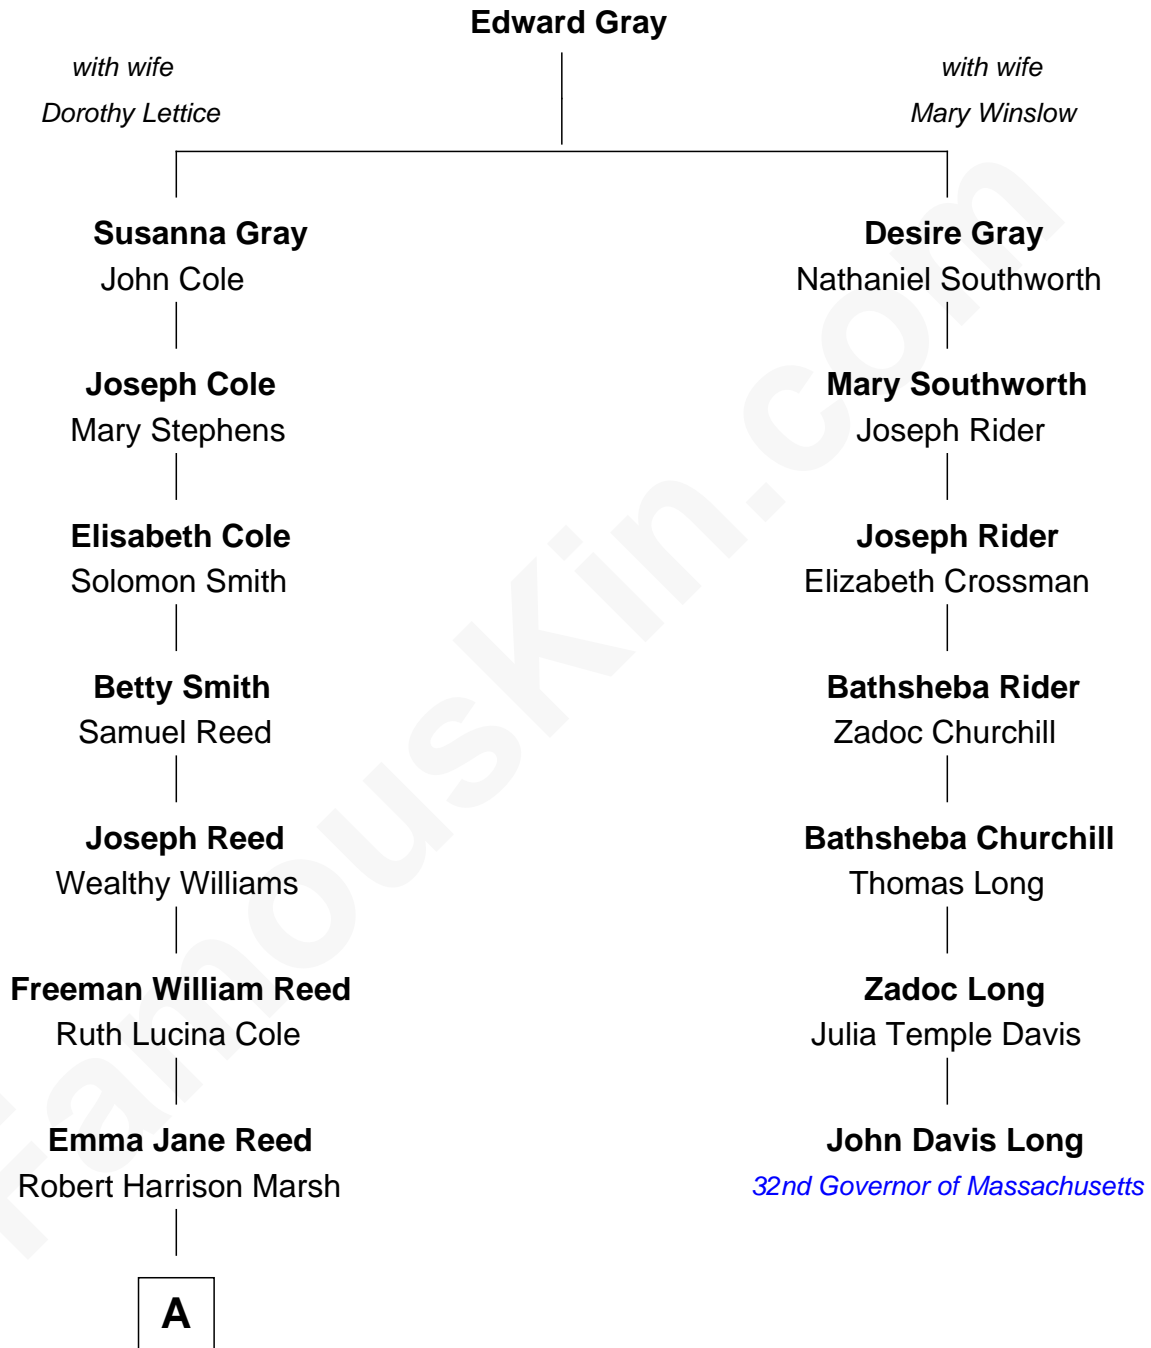 Edward Gray
with wife
Dorothy Lettice
with wife
Mary Winslow
Susanna Gray
John Cole
Desire Gray
Nathaniel Southworth
Joseph Cole
Mary Stephens
Mary Southworth
Joseph Rider
Elisabeth Cole
Solomon Smith
Joseph Rider
Elizabeth Crossman
Betty Smith
Samuel Reed
Bathsheba Rider
Zadoc Churchill
Joseph Reed
Wealthy Williams
Bathsheba Churchill
Thomas Long
Freeman William Reed
Ruth Lucina Cole
Zadoc Long
Julia Temple Davis
Emma Jane Reed
Robert Harrison Marsh
John Davis Long
32nd Governor of Massachusetts
A
FamousKin.com